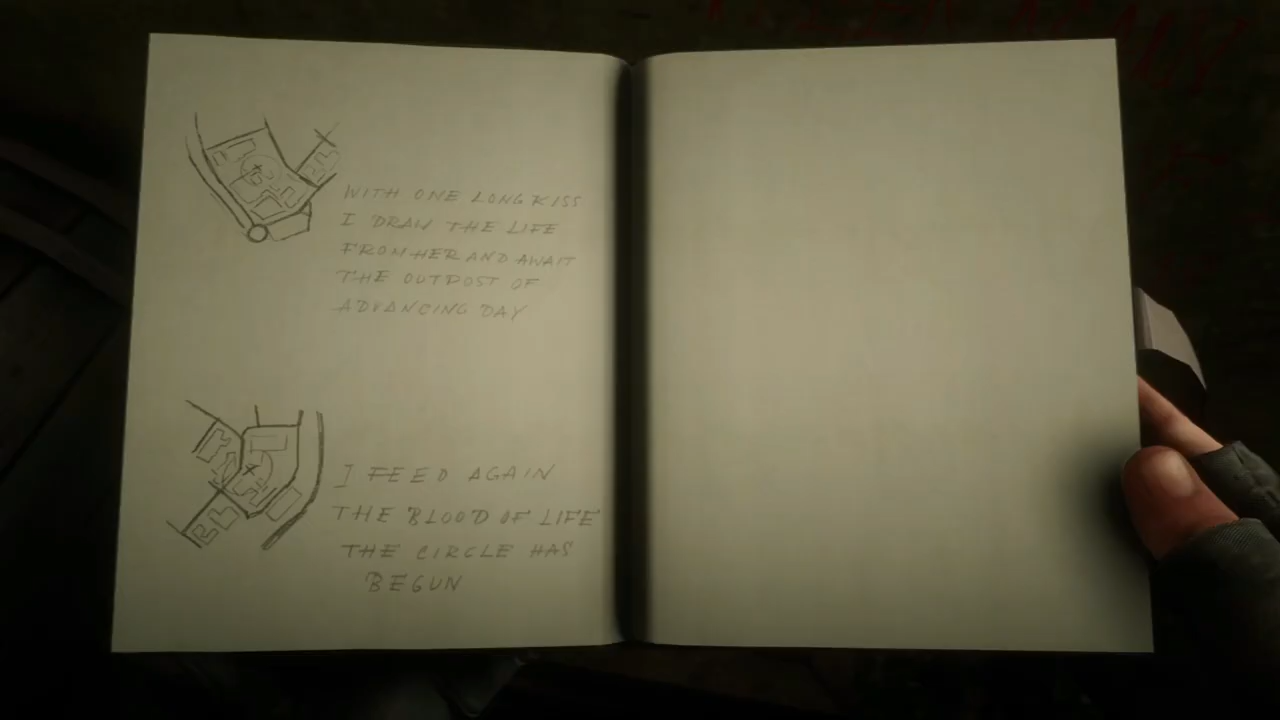 WITH ONE LONG KISS
I DRAW THE LIFE
FROM HER AND AWAIT
THE OUTPOST OF
ADVANCING DAY
I FEED AGAIN
THE BLOOD OF LIFE
THE CIRCLE HAS
BEGUN